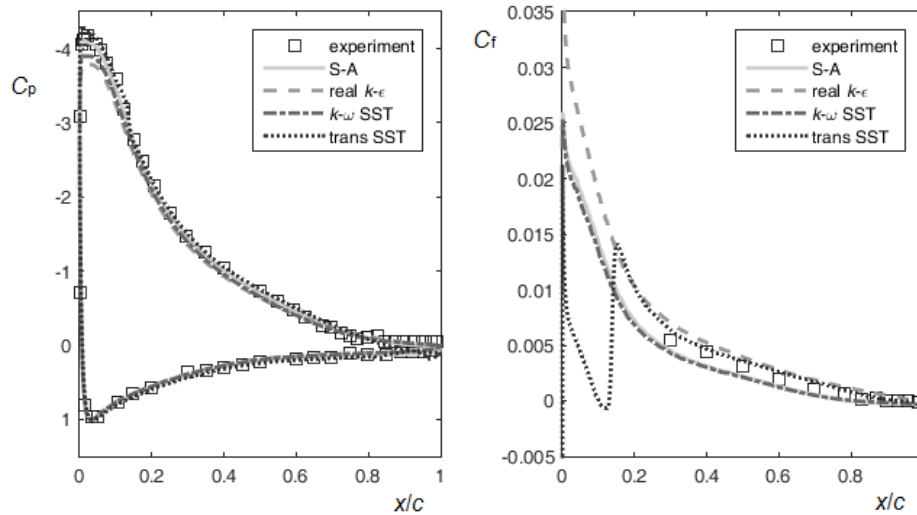 Cp
-4
-3
-2
-1
0
1
0
0.2
0.4
0.6
0.8
1
x/c
experiment
S-A
real k-ϵ
k-ω SST
trans SST
Cf
0.035
0.03
0.025
0.02
0.015
0.01
0.005
0
-0.005
0
0.2
0.4
0.6
0.8
x/c
experiment
S-A
real k-ϵ
k-ω SST
trans SST